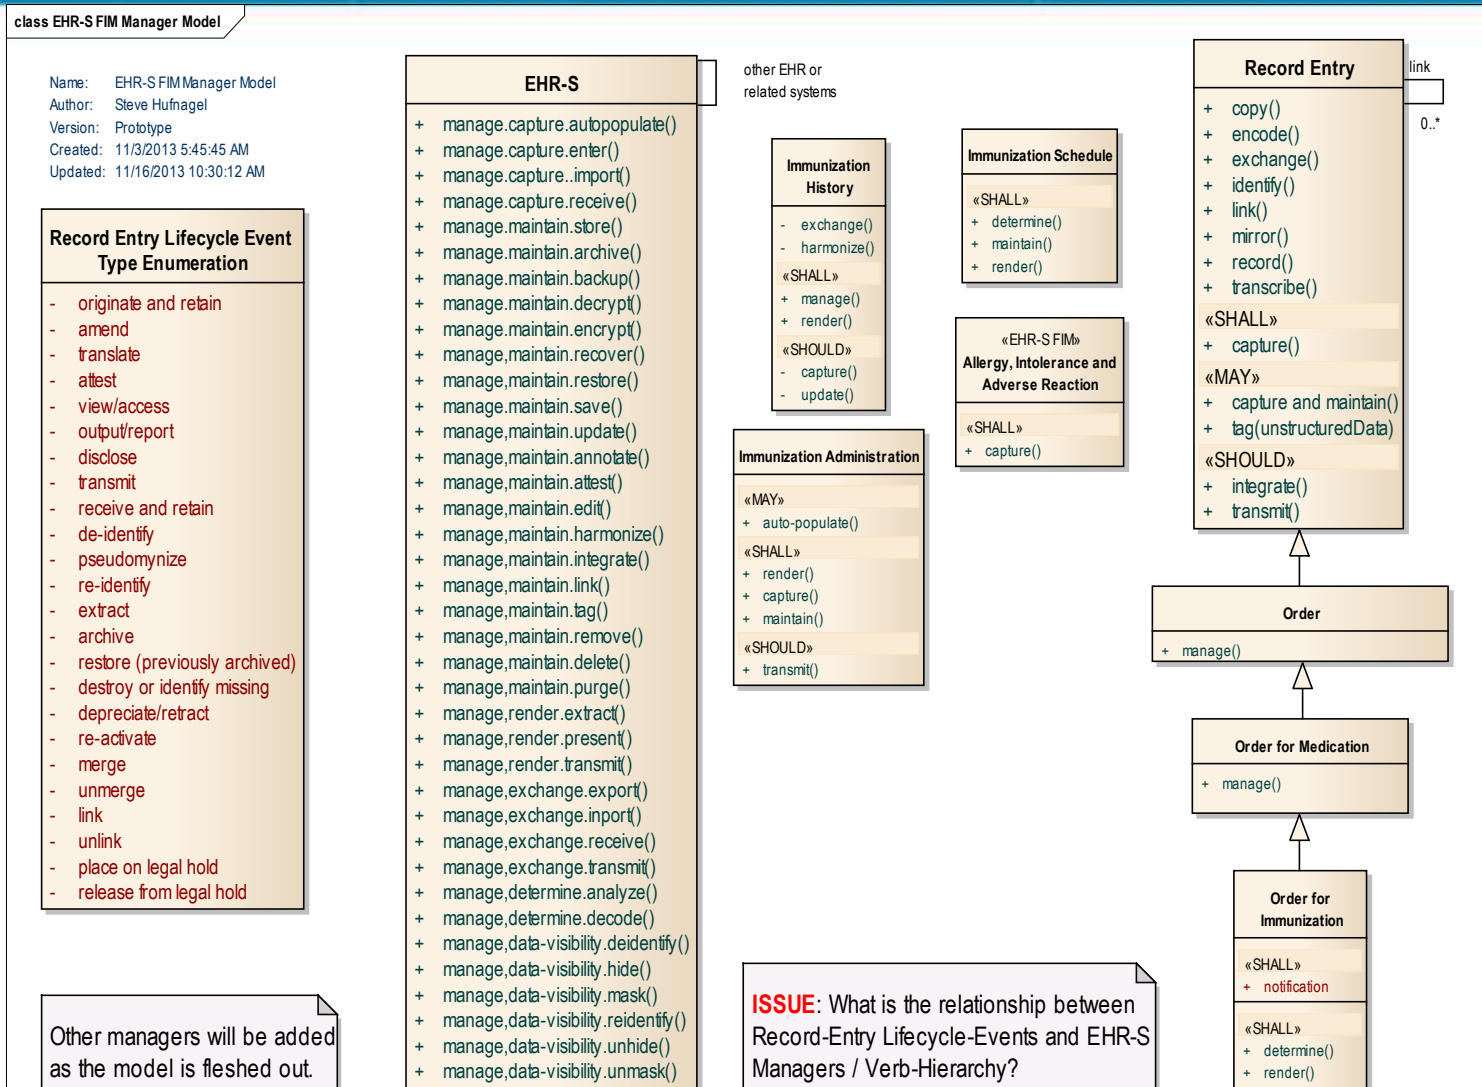 class EHR-S FIM Manager Model
Name: EHR-S FIM Manager Model
Author: Steve Hufnagel
Version: Prototype
Created: 11/3/2013 5:45:45 AM
Updated: 11/16/2013 10:30:12 AM
Record Entry Lifecycle Event
Type Enumeration
- originate and retain
- amend
- translate
- attest
- view/access
- output/report
- disclose
- transmit
- receive and retain
- de-identify
- pseudomynize
- re-identify
- extract
- archive
- restore (previously archived)
- destroy or identify missing
- depreciate/retract
- re-activate
- merge
- unmerge
- link
- unlink
- place on legal hold
- release from legal hold
Other managers will be added
as the model is fleshed out.
EHR-S
+ manage.capture.autopopulate()
+ manage.capture.enter()
+ manage.capture..import()
+ manage.capture.receive()
+ manage.maintain.store()
+ manage.maintain.archive()
+ manage.maintain.backup()
+ manage.maintain.decrypt()
+ manage.maintain.encrypt()
+ manage,maintain.recover()
+ manage,maintain.restore()
+ manage.maintain.save()
+ manage,maintain.update()
+ manage,maintain.annotate()
+ manage,maintain.attest()
+ manage,maintain.edit()
+ manage,maintain.harmonize()
+ manage,maintain.integrate()
+ manage,maintain.link()
+ manage,maintain.tag()
+ manage,maintain.remove()
+ manage,maintain.delete()
+ manage,maintain.purge()
+ manage,render.extract()
+ manage,render.present()
+ manage,render.transmit()
+ manage,exchange.export()
+ manage,exchange.inport()
+ manage,exchange.receive()
+ manage,exchange.transmit()
+ manage,determine.analyze()
+ manage,determine.decode()
+ manage,data-visibility.deidentify()
+ manage,data-visibility.hide()
+ manage,data-visibility.mask()
+ manage,data-visibility.reidentify()
+ manage,data-visibility.unhide()
+ manage,data-visibility.unmask()
other EHR or
related systems
Immunization
History
- exchange()
- harmonize()
«SHALL»
+ manage()
+ render()
«SHOULD»
- capture()
- update()
Immunization Administration
«MAY»
+ auto-populate()
«SHALL»
+ render()
+ capture()
+ maintain()
«SHOULD»
+ transmit()
Immunization Schedule
«SHALL»
+ determine()
+ maintain()
+ render()
«EHR-S FIM»
Allergy, Intolerance and
Adverse Reaction
«SHALL»
+ capture()
ISSUE: What is the relationship between
Record-Entry Lifecycle-Events and EHR-S
Managers / Verb-Hierarchy?
Record Entry
+ copy()
+ encode()
+ exchange()
+ identify()
+ link()
+ mirror()
+ record()
+ transcribe()
«SHALL»
+ capture()
«MAY»
+ capture and maintain()
+ tag(unstructuredData)
«SHOULD»
+ integrate()
+ transmit()
link
0..*
Order
+ manage()
Order for Medication
+ manage()
Order for
Immunization
«SHALL»
+ notification
«SHALL»
+ determine()
+ render()